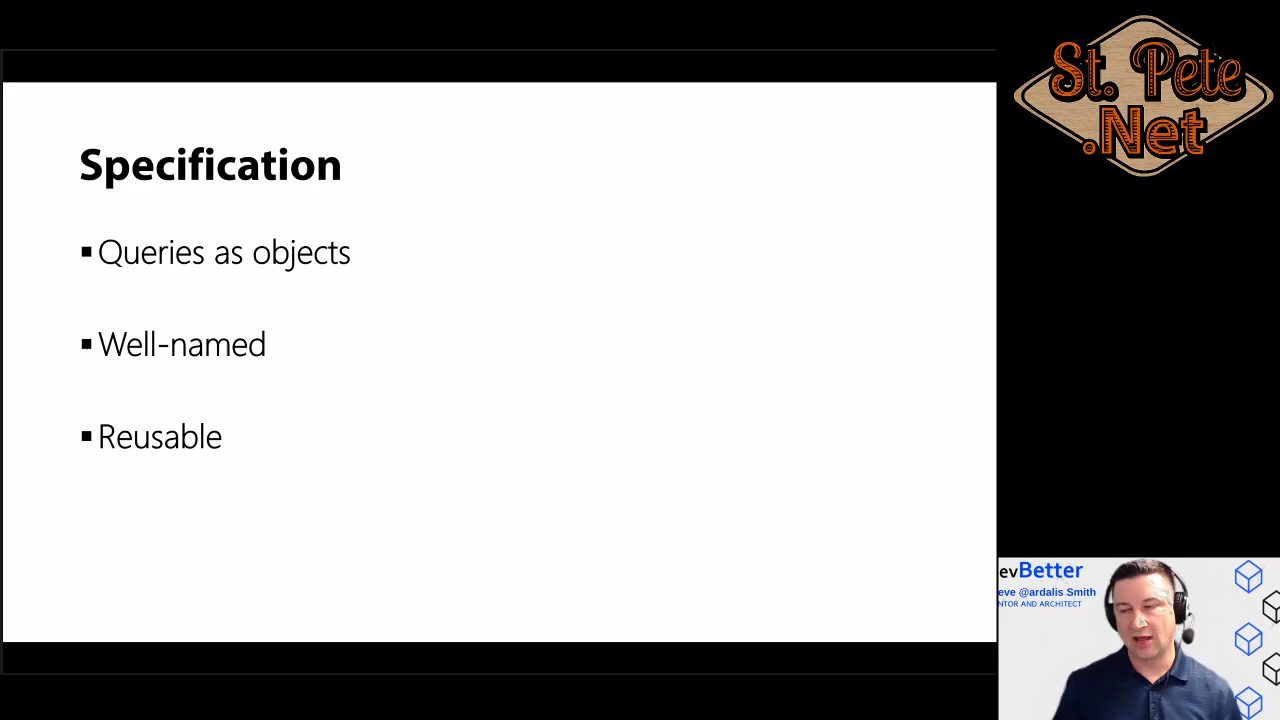 Specification
▪ Queries as objects
▪ Well-named
▪ Reusable
St. Pete
.Net
evBetter
eve @ardalis Smith
NTOR AND ARCHITECT